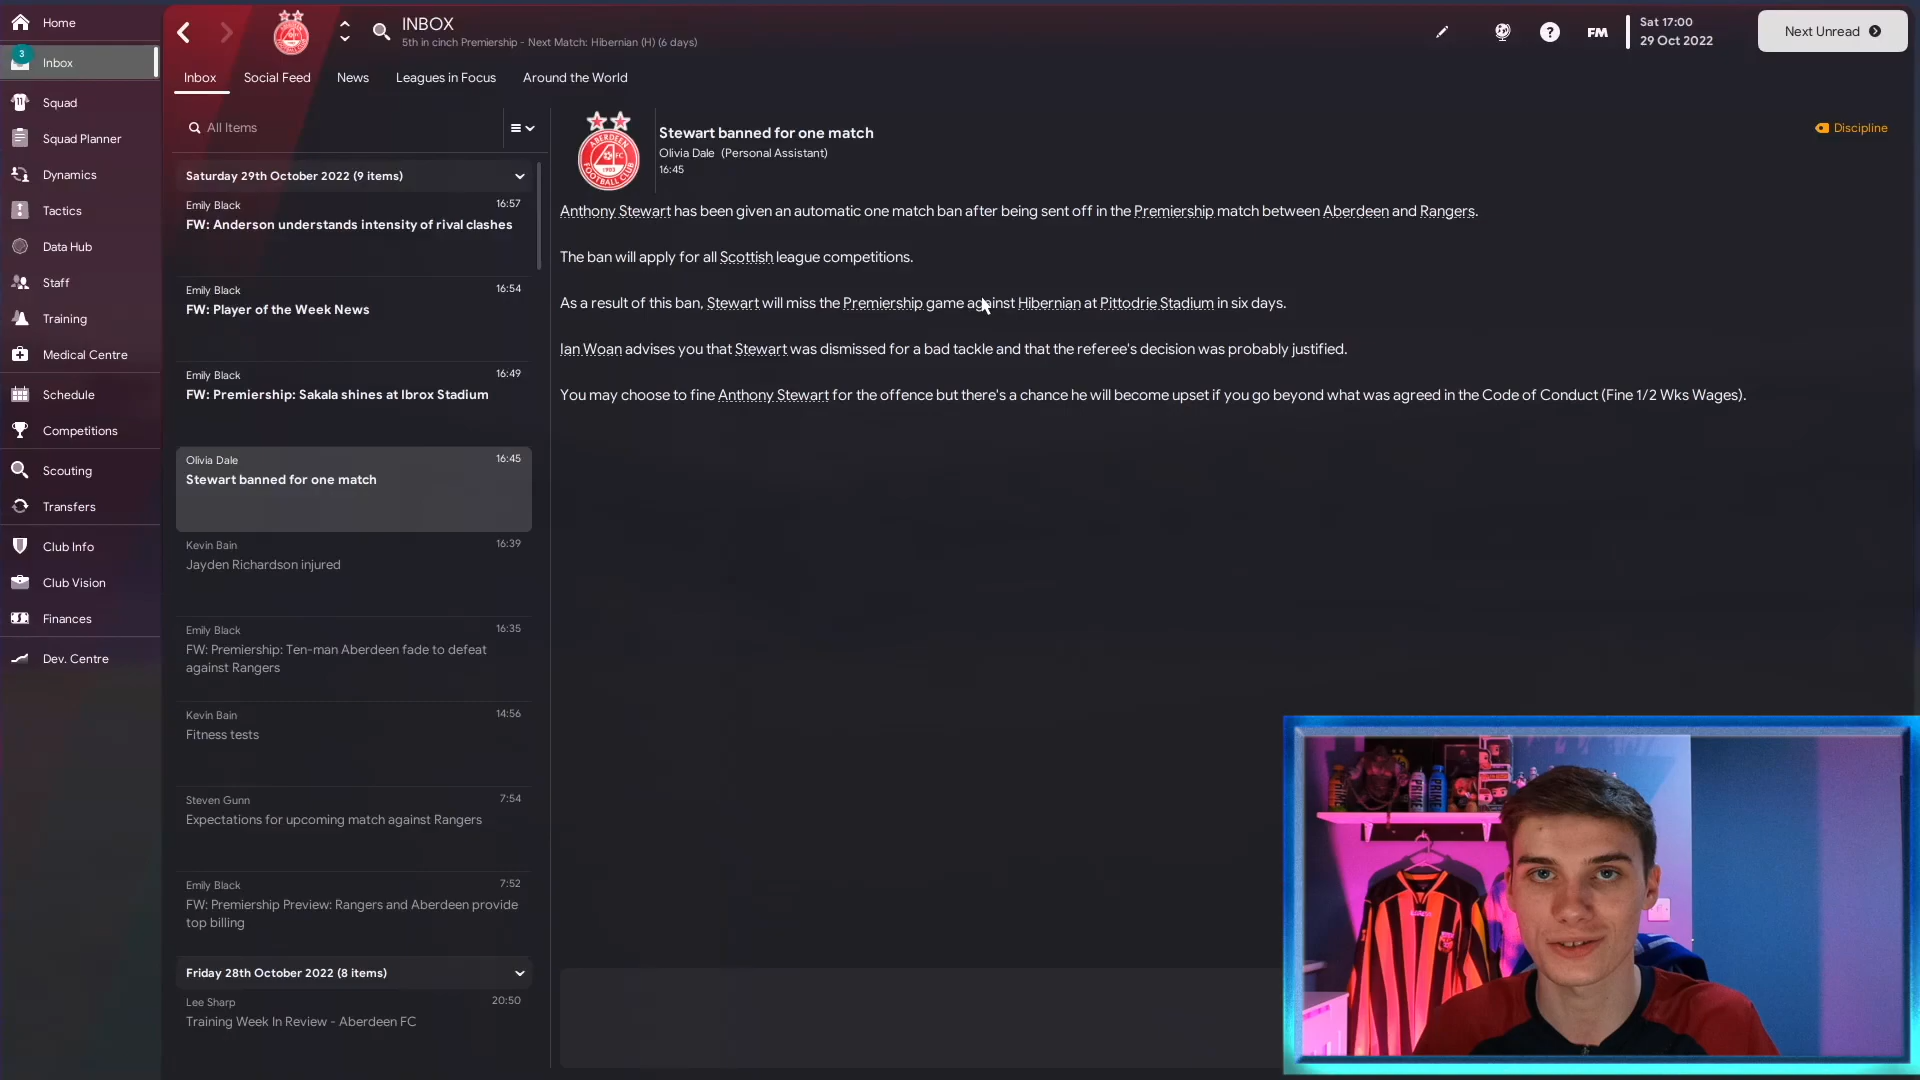 Home
3
Inbox
Squad
Squad Planner
Dynamics
Tactics
Data Hub
Staff
Training
Medical Centre
Schedule
Competitions
Scouting
Transfers
Club Info
Club Vision
Finances
Dev. Centre
INBOX
5th in cinch Premiership - Next Match: Hibernian (H) (6 days)
FM
Sat 17:00
29 Oct 2022
Next Unread
Inbox
Social Feed
News
Leagues in Focus
Around the World
All Items
Saturday 29th October 2022 (9 items)
Emily Black 16:57
FW: Anderson understands intensity of rival clashes
Emily Black 16:54
FW: Player of the Week News
Emily Black 16:49
FW: Premiership: Sakala shines at Ibrox Stadium
Olivia Dale 16:45
Stewart banned for one match
Kevin Bain 16:39
Jayden Richardson injured
Emily Black 16:35
FW: Premiership: Ten-man Aberdeen fade to defeat
against Rangers
Kevin Bain 14:56
Fitness tests
Steven Gunn 7:54
Expectations for upcoming match against Rangers
Emily Black 7:52
FW: Premiership Preview: Rangers and Aberdeen provide
top billing
Friday 28th October 2022 (8 items)
Lee Sharp 20:50
Training Week In Review - Aberdeen FC
ABERDEEN
FC
1903
FOOTBALL CLUB
Stewart banned for one match
Olivia Dale (Personal Assistant)
16:45
Discipline
Anthony Stewart has been given an automatic one match ban after being sent off in the Premiership match between Aberdeen and Rangers.
The ban will apply for all Scottish league competitions.
As a result of this ban, Stewart will miss the Premiership game against Hibernian at Pittodrie Stadium in six days.
Ian Woan advises you that Stewart was dismissed for a bad tackle and that the referee's decision was probably justified.
You may choose to fine Anthony Stewart for the offence but there's a chance he will become upset if you go beyond what was agreed in the Code of Conduct (Fine 1/2 Wks Wages).
PRIME
PRIME